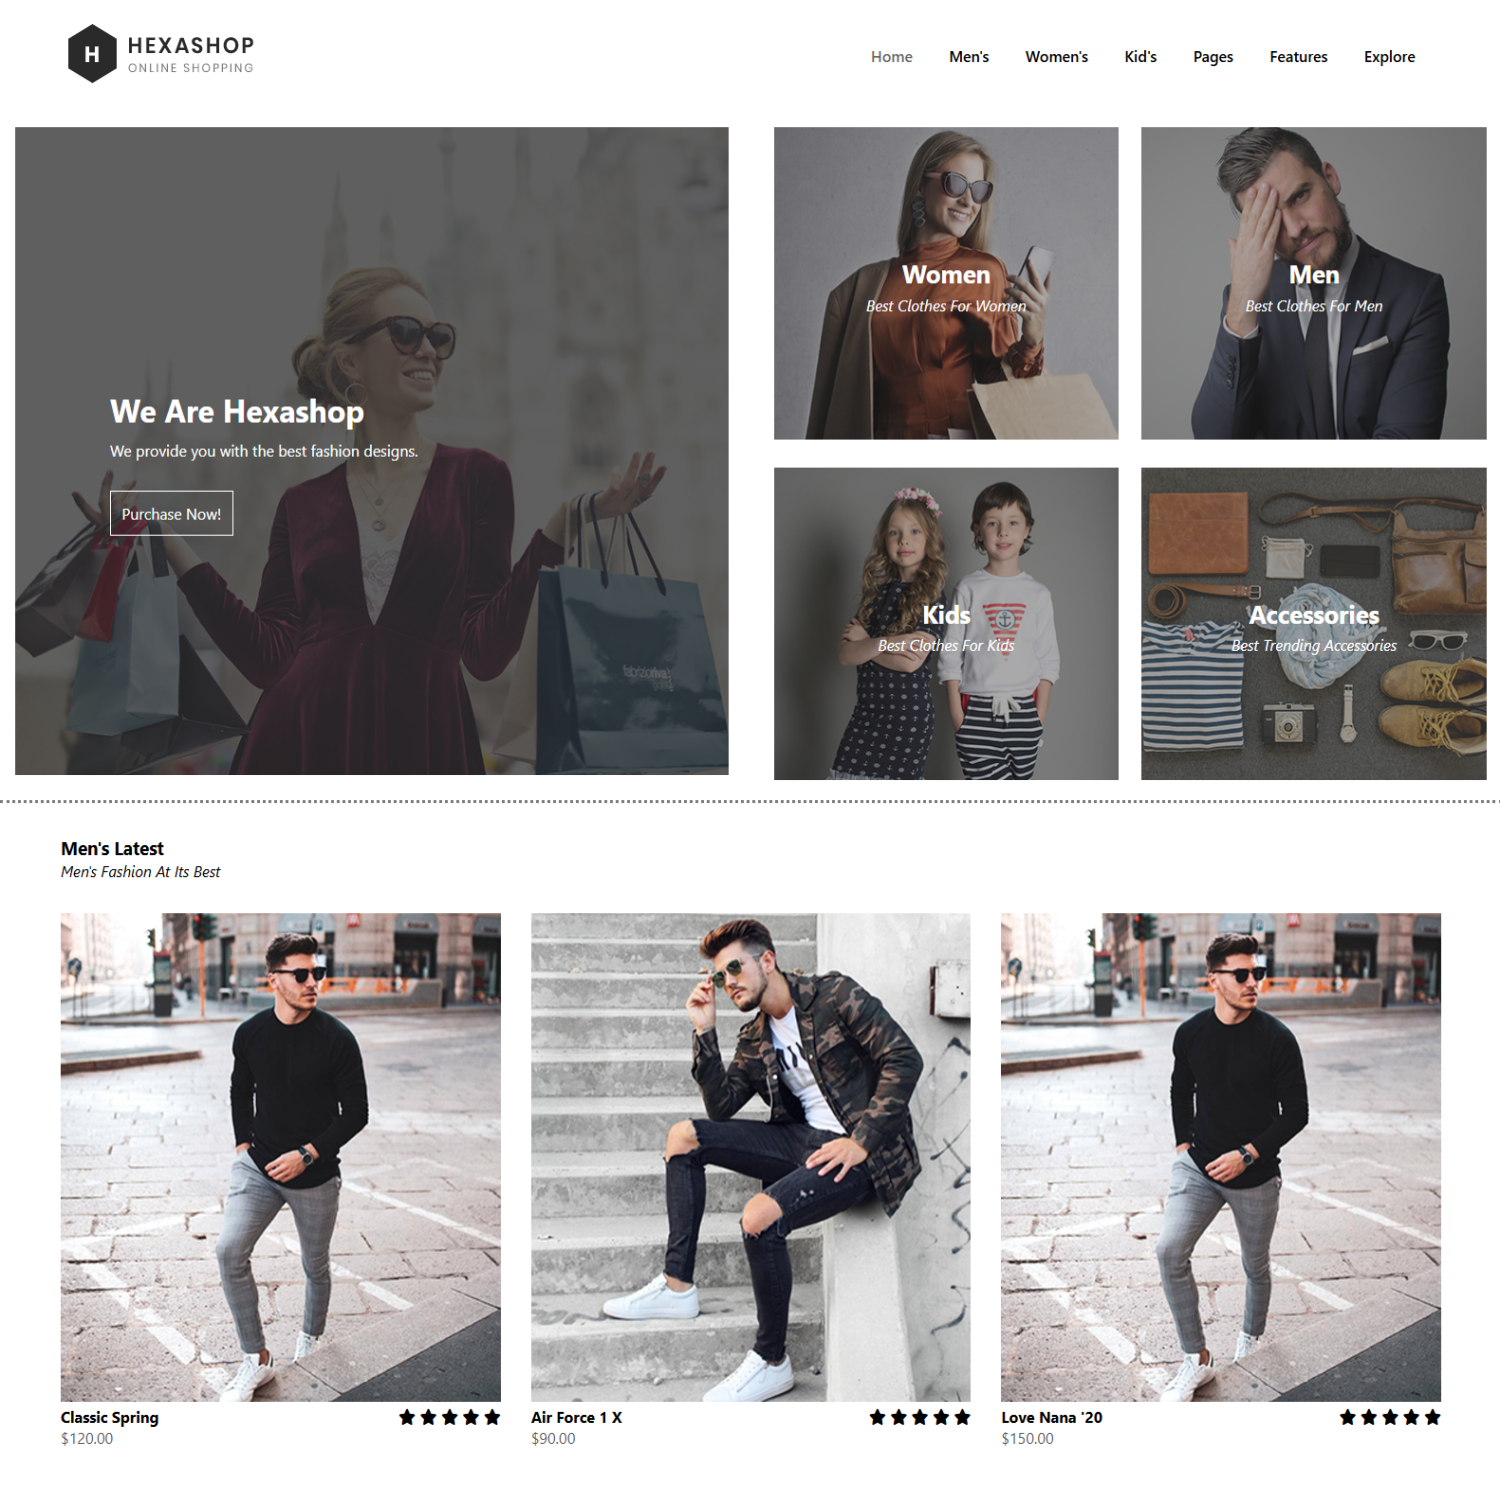 H
HEXASHOP
ONLINE SHOPPING
Home
Men's
Women's
Kid's
Pages
Features
Explore
We Are Hexashop
We provide you with the best fashion designs.
Purchase Now!
Women
Best Clothes For Women
Men
Best Clothes For Men
Kids
Best Clothes For Kids
Accessories
Best Trending Accessories
Men's Latest
Men's Fashion At Its Best
Classic Spring
$120.00
Air Force 1 X
$90.00
Love Nana '20
$150.00